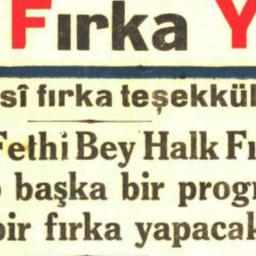 Fırka Y
sî fırka teşekkül
Fethi Bey Halk Fı
başka bir progr
bir fırka yapacak